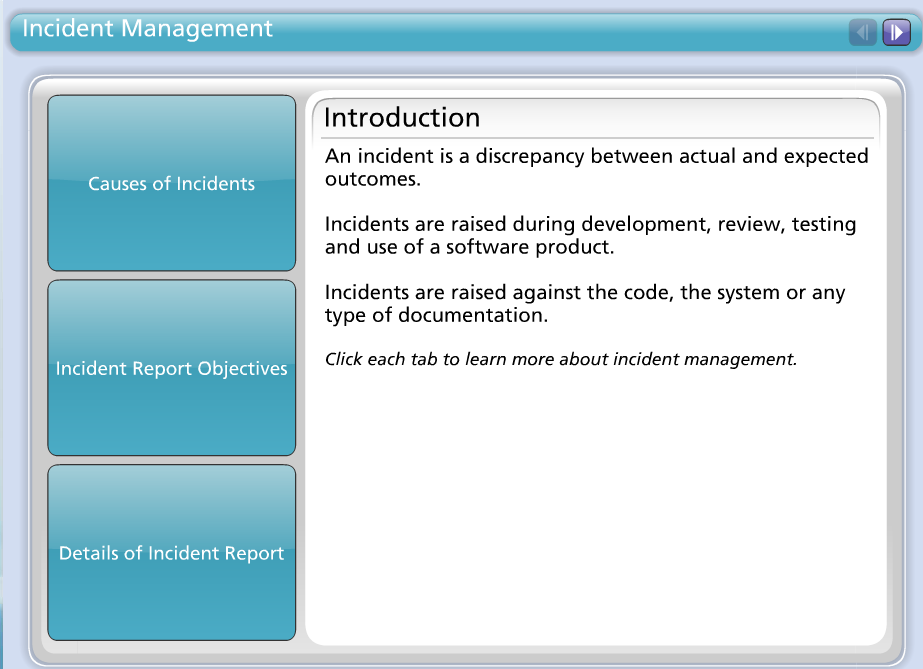 Incident Management
Causes of Incidents
Incident Report Objectives
Details of Incident Report
Introduction
An incident is a discrepancy between actual and expected
outcomes.
Incidents are raised during development, review, testing
and use of a software product.
Incidents are raised against the code, the system or any
type of documentation.
Click each tab to learn more about incident management.